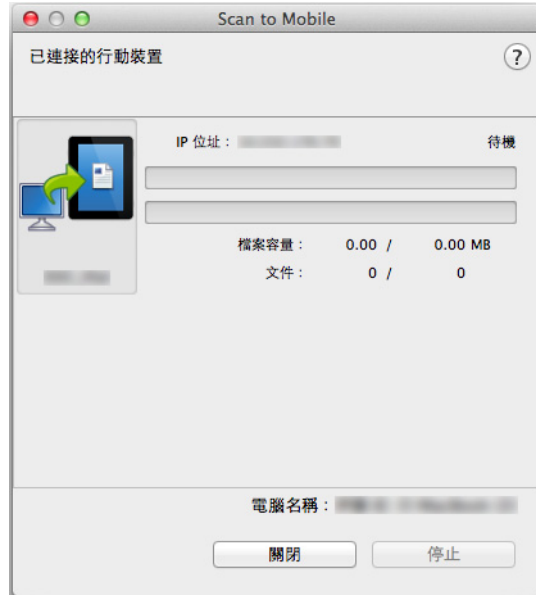 Scan to Mobile
已連接的行動裝置
?
IP 位址： 待機
檔案容量： 0.00 / 0.00 MB
文件： 0 / 0
電腦名稱：
關閉 停止